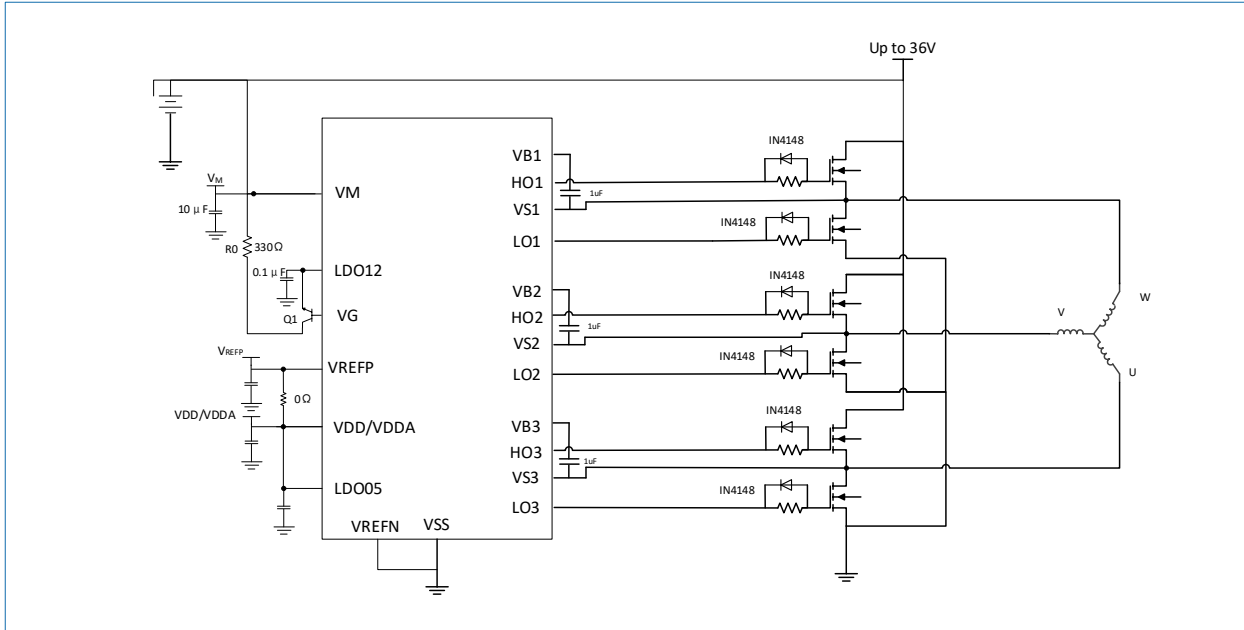 Up to 36V
VM
10 μF
R0 330Ω
0.1 μF
Q1
VREFP
0Ω
VDD/VDDA
VM
LDO12
VG
VREFP
VDD/VDDA
LDO05
VREFN
VSS
VB1
HO1
VS1
LO1
VB2
HO2
VS2
LO2
VB3
HO3
VS3
LO3
1uF
1uF
1uF
IN4148
IN4148
IN4148
IN4148
IN4148
IN4148
W
V
U